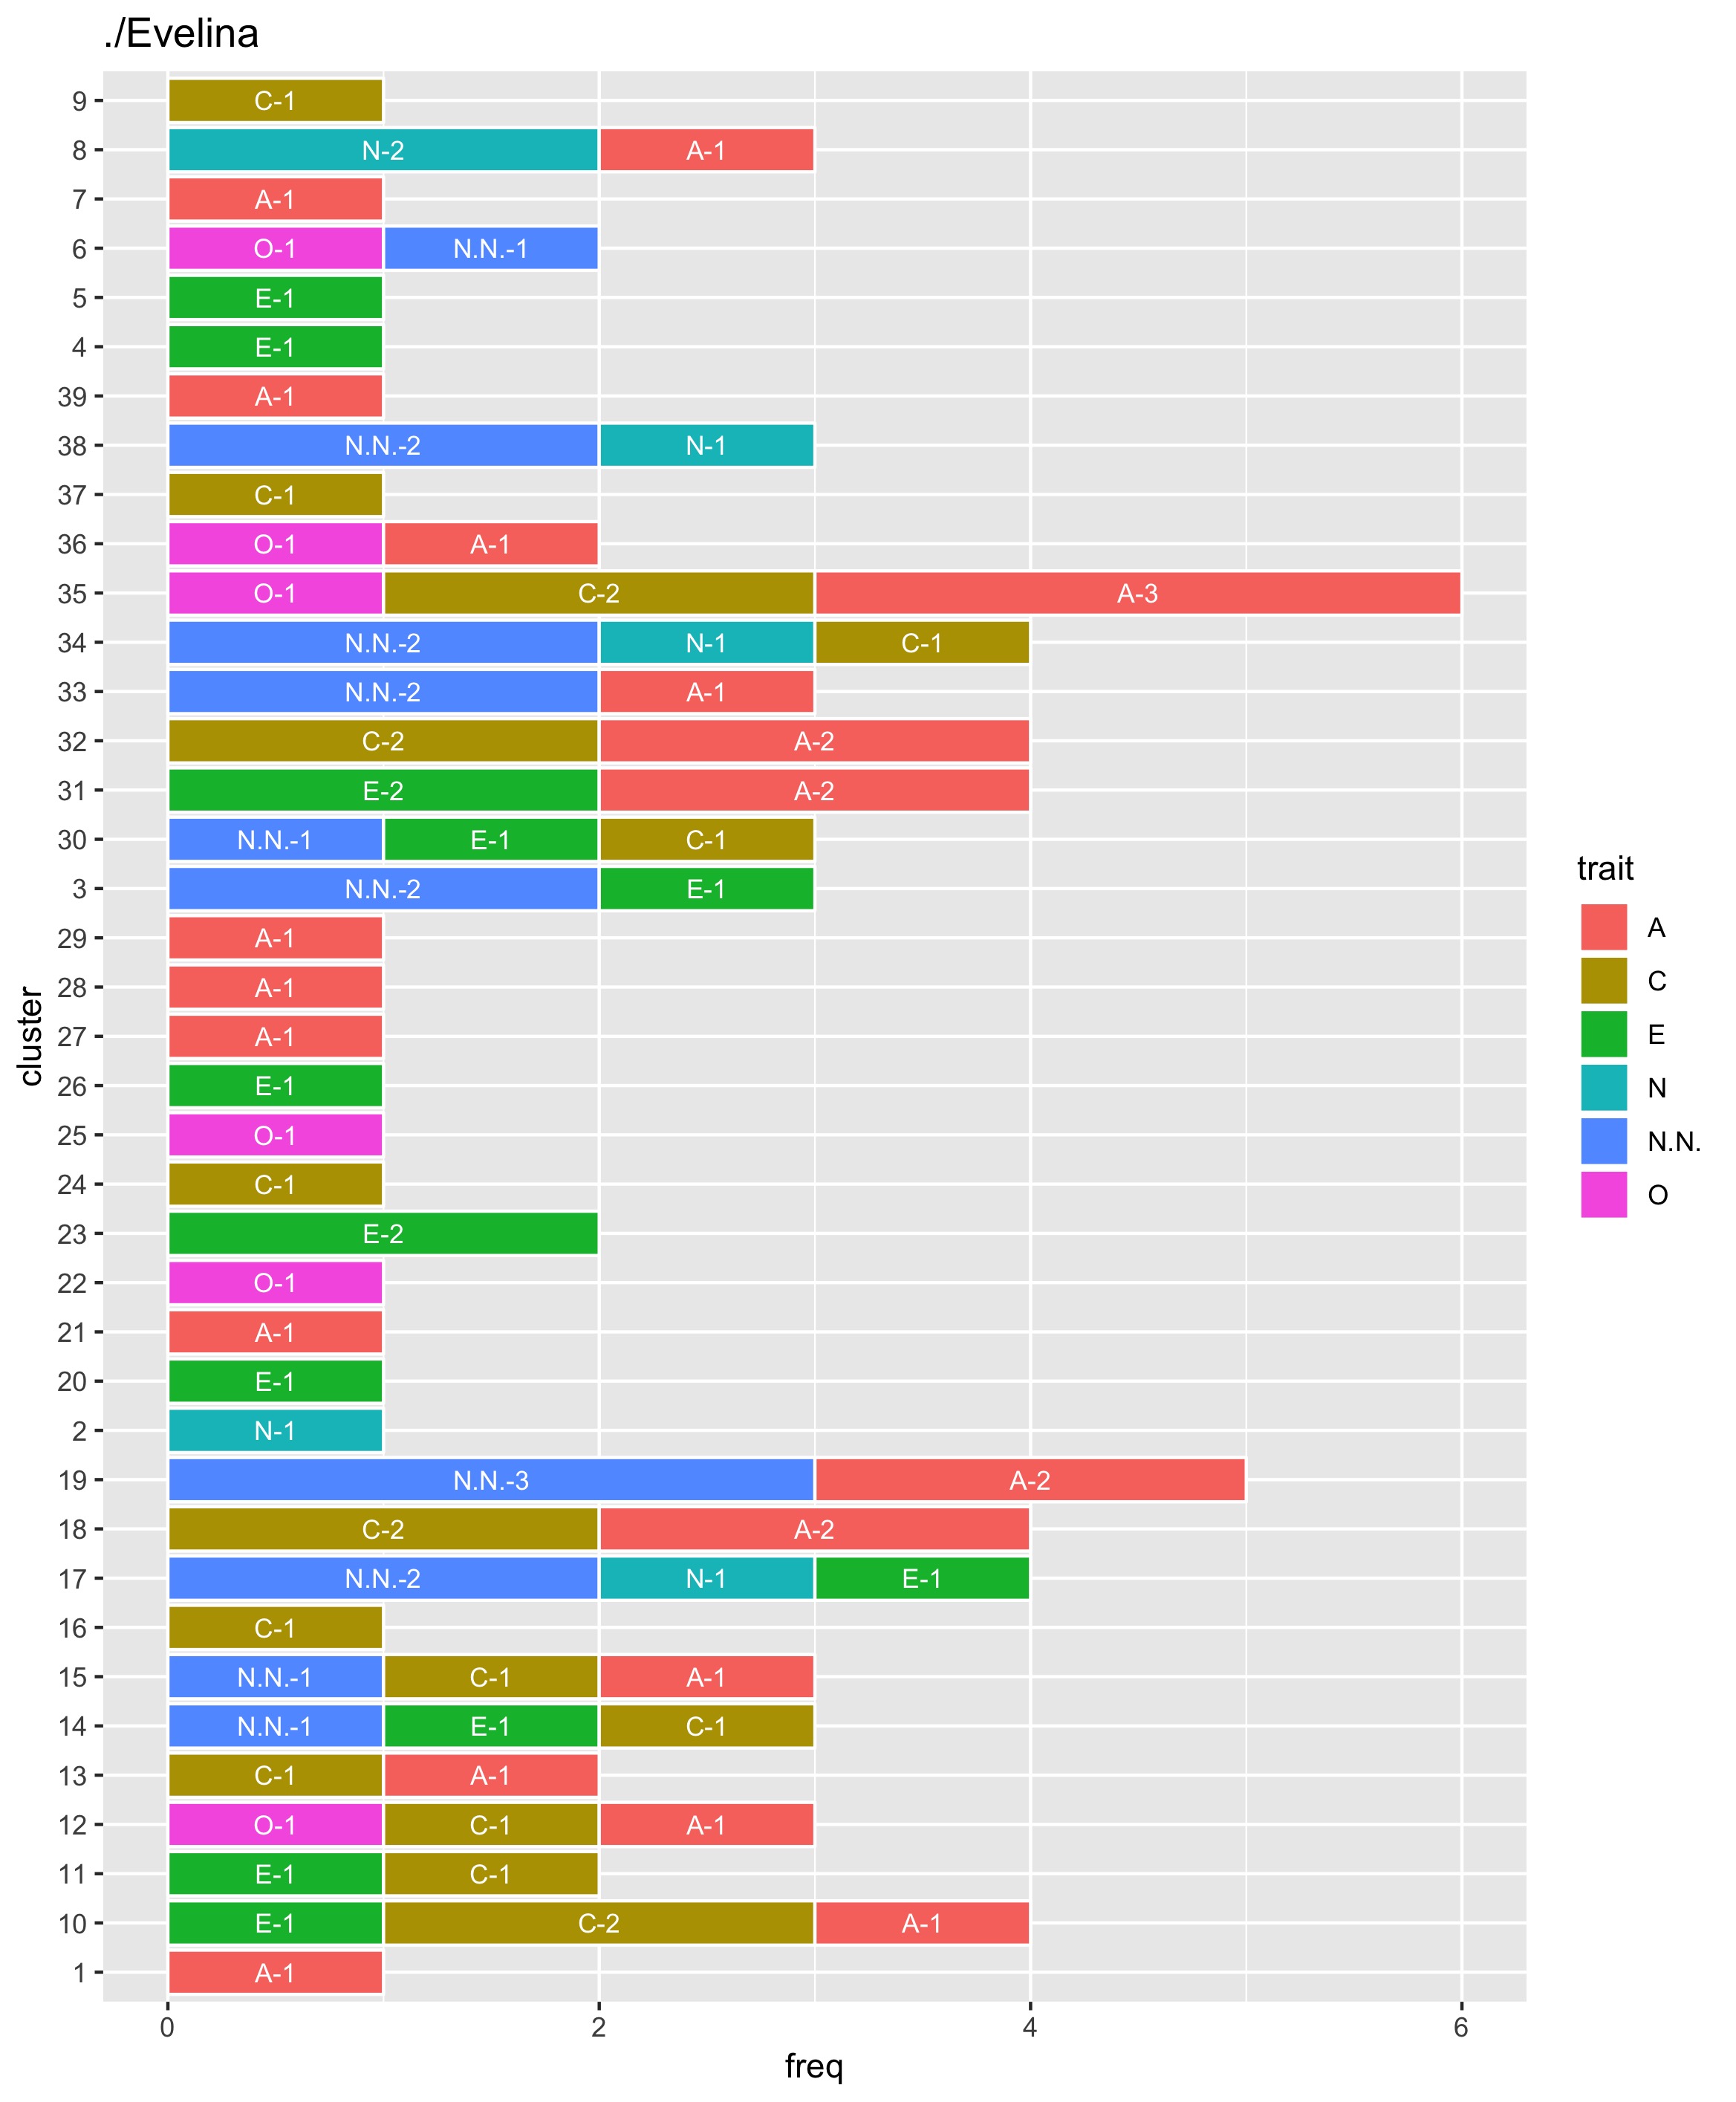 ./Evelina
9 C-1
8 N-2 A-1
7 A-1
6 O-1 N.N.-1
5 E-1
4 E-1
39 A-1
38 N.N.-2 N-1
37 C-1
36 O-1 A-1
35 O-1 C-2 A-3
34 N.N.-2 N-1 C-1
33 N.N.-2 A-1
32 C-2 A-2
31 E-2 A-2
30 N.N.-1 E-1 C-1
3 N.N.-2 E-1
29 A-1
28 A-1
27 A-1
26 E-1
25 O-1
24 C-1
23 E-2
22 O-1
21 A-1
20 E-1
2 N-1
19 N.N.-3 A-2
18 C-2 A-2
17 N.N.-2 N-1 E-1
16 C-1
15 N.N.-1 C-1 A-1
14 N.N.-1 E-1 C-1
13 C-1 A-1
12 O-1 C-1 A-1
11 E-1 C-1
10 E-1 C-2 A-1
1 A-1
0 2 4 6
freq
cluster
trait
A
C
E
N
N.N.
O